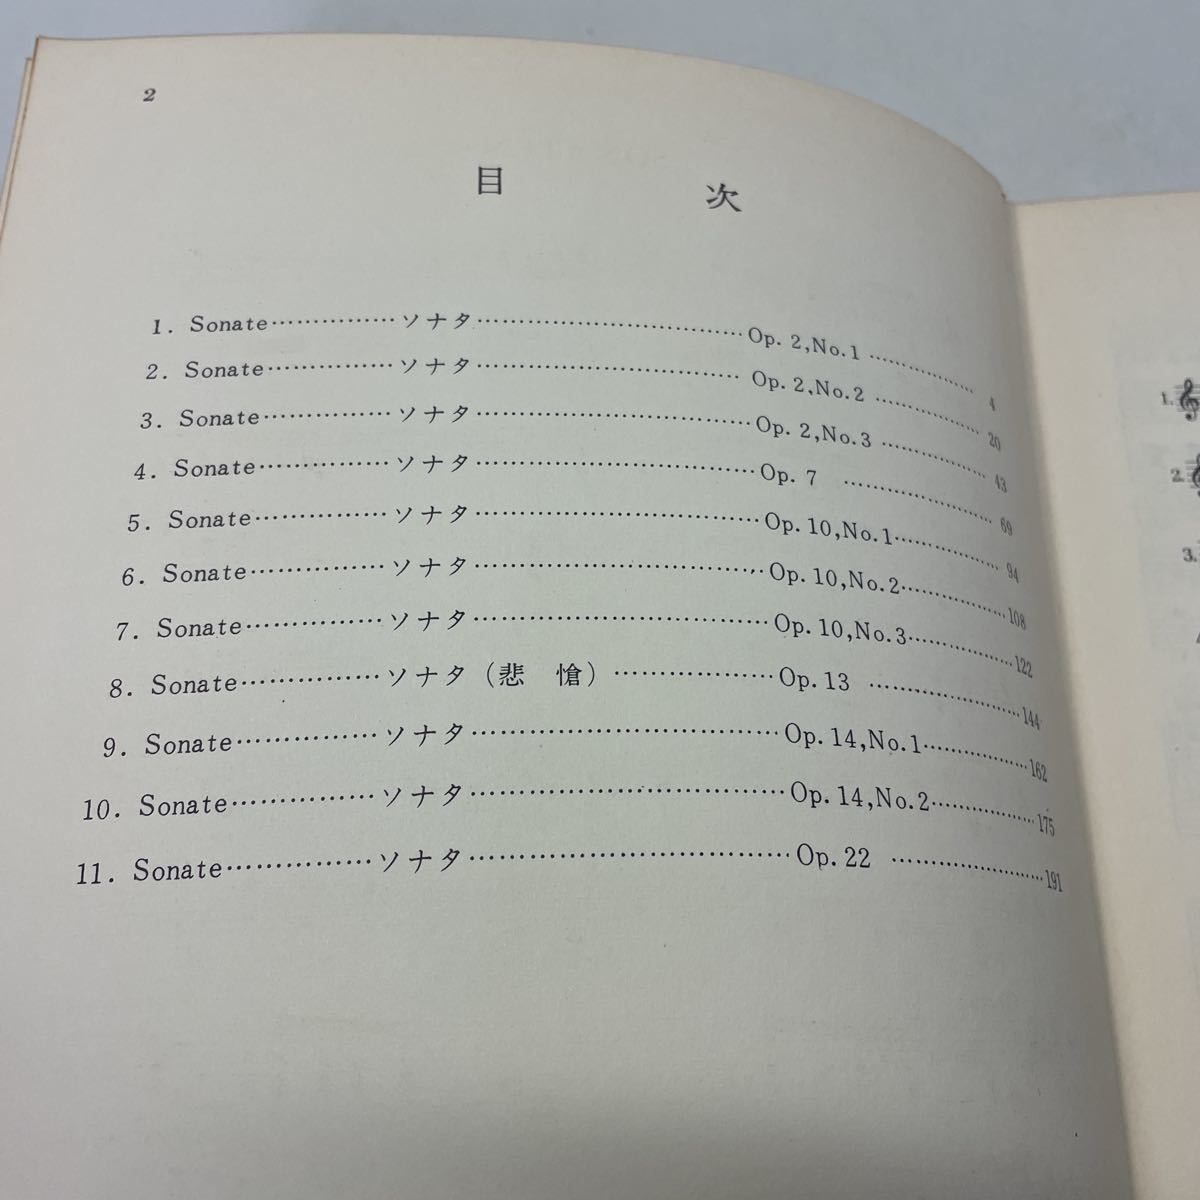 2
目 次
1. Sonate……………ソナタ……………………………Op. 2,No.1 …………… 4
2. Sonate……………ソナタ…………………………… Op. 2,No.2 …………… 20
3. Sonate……………ソナタ……………………………Op. 2,No.3 …………… 43
4. Sonate……………ソナタ……………………………Op. 7 ……………… 69
5. Sonate……………ソナタ……………………………Op. 10,No.1…………… 94
6. Sonate……………ソナタ……………………………Op. 10,No.2……………108
7. Sonate……………ソナタ……………………………Op. 10,No.3……………122
8. Sonate……………ソナタ（悲 愴）………………Op. 13 ………………144
9. Sonate……………ソナタ……………………………Op. 14,No.1……………162
10. Sonate……………ソナタ……………………………Op. 14,No.2……………175
11. Sonate……………ソナタ……………………………Op. 22 ………………191
1.
2.
3.